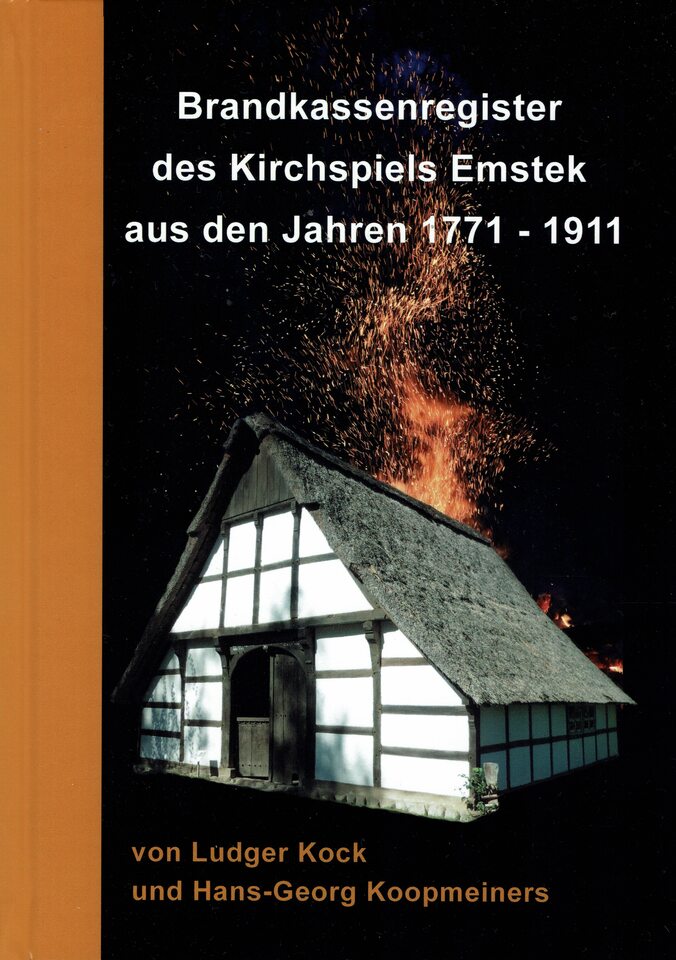 Brandkassenregister
des Kirchspiels Emstek
aus den Jahren 1771 - 1911
von Ludger Kock
und Hans-Georg Koopmeiners